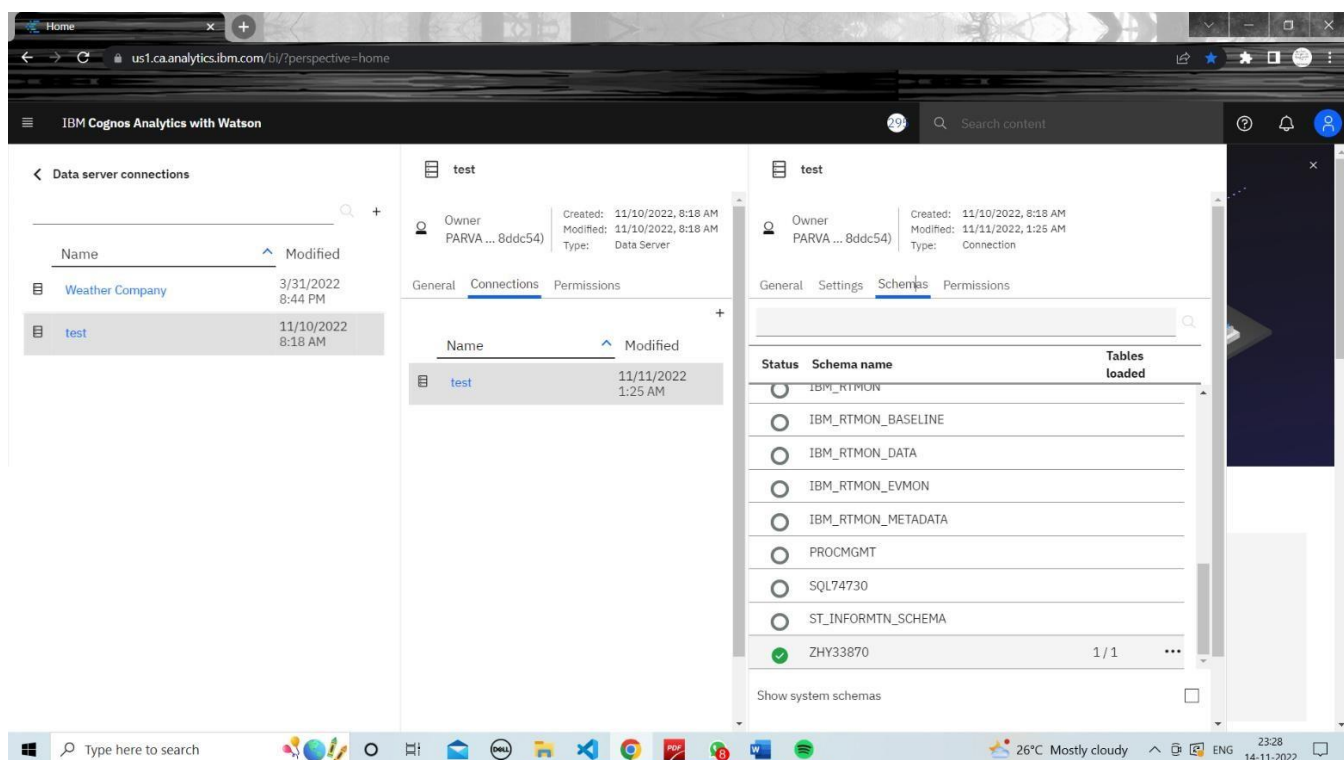 Home
us1.ca.analytics.ibm.com/bi/?perspective=home
IBM Cognos Analytics with Watson
Search content
Data server connections
Name Modified
Weather Company 3/31/2022
8:44 PM
test 11/10/2022
8:18 AM
test
Owner
PARVA ... 8ddc54)
Created: 11/10/2022, 8:18 AM
Modified: 11/10/2022, 8:18 AM
Type: Data Server
General Connections Permissions
Name Modified
test 11/11/2022
1:25 AM
test
Owner
PARVA ... 8ddc54)
Created: 11/10/2022, 8:18 AM
Modified: 11/11/2022, 1:25 AM
Type: Connection
General Settings Schemas Permissions
Status Schema name Tables
loaded
IBM_RTMON
IBM_RTMON_BASELINE
IBM_RTMON_DATA
IBM_RTMON_EVMON
IBM_RTMON_METADATA
PROCMGMT
SQL74730
ST_INFORMTN_SCHEMA
ZHY33870 1/1
Show system schemas
Type here to search
DELL
PDF
26°C Mostly cloudy
ENG
23:28
14-11-2022